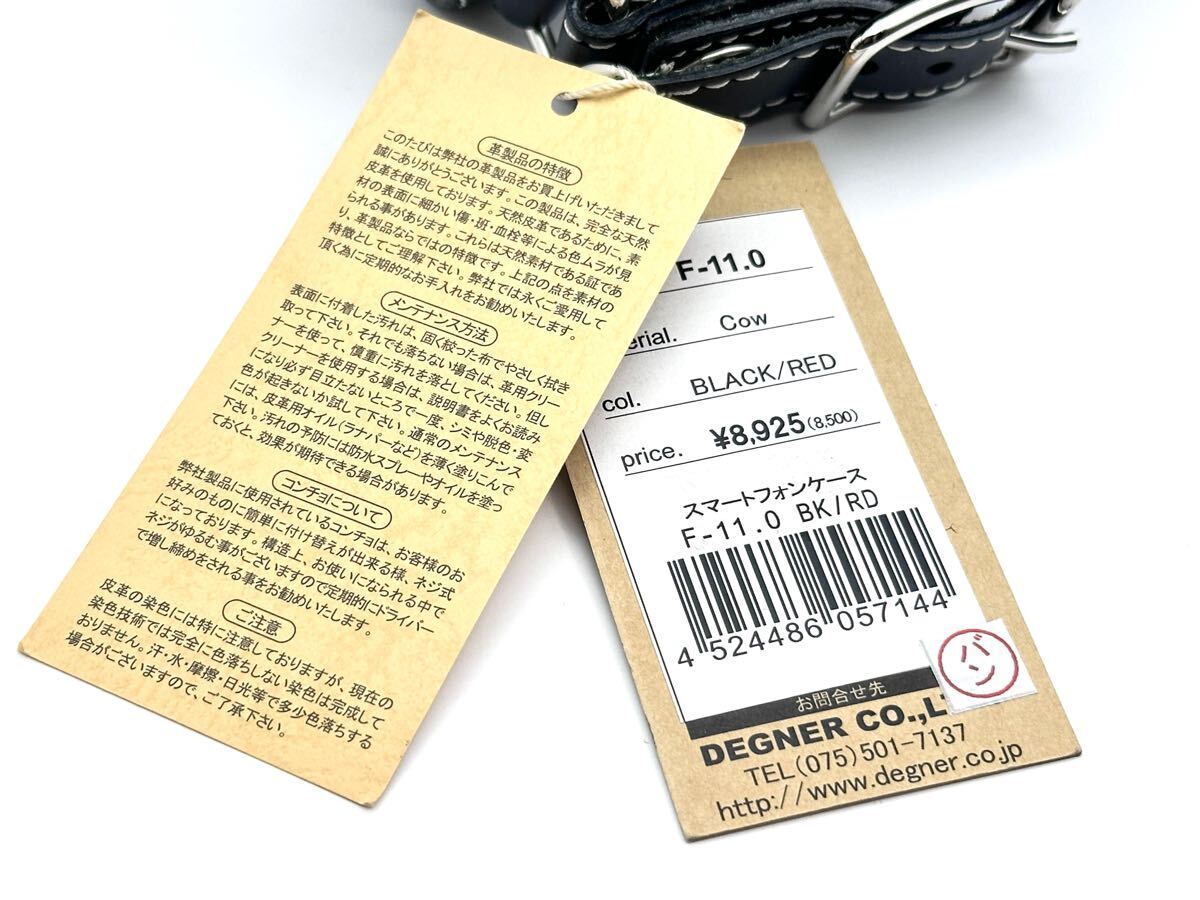 革製品の特徴
このたびは弊社の革製品をお買上げいただきまして
誠にありがとうございます。この製品は、完全な天然
皮革を使用しております。天然皮革であるために、素
材の表面に細かい傷・班・血栓等による色ムラが見
られる事があります。これらは天然素材である証であ
り、革製品ならではの特徴です。上記の点を素材の
特徴としてご理解下さい。弊社では永くご愛用して
頂く為に定期的なお手入れをお勧めいたします。
メンテナンス方法
表面に付着した汚れは、固く絞った布でやさしく拭き
取って下さい。それでも落ちない場合は、革用クリー
ナーを使って、慎重に汚れを落としてください。但し
クリーナーを使用する場合は、説明書をよくお読み
になり必ず目立たないところで一度、シミや脱色・変
色が起きないか試して下さい。通常のメンテナンス
には、皮革用オイル(ラナパーなど)を薄く塗りこんで
下さい。汚れの予防には防水スプレーやオイルを塗っ
ておくと、効果が期待できる場合があります。
コンチョについて
弊社製品に使用されているコンチョは、お客様のお
好みのものに簡単に付け替えが出来る様、ネジ式
になっております。構造上、お使いになられる中で
ネジがゆるむ事がございますので定期的にドライバー
で増し締めをされる事をお勧めいたします。
ご注意
皮革の染色には特に注意しておりますが、現在の
染色技術では完全に色落ちしない染色は完成して
おりません。汗・水・摩擦・日光等で多少色落ちする
場合がございますので、ご了承下さい。
F-11.0
erial. Cow
col. BLACK/RED
price. ¥8,925(8,500)
スマートフォンケース
F-11.0 BK/RD
4 524486 057144
バン
お問合せ先
DEGNER CO.,LT
TEL(075)501-7137
http://www.degner.co.jp